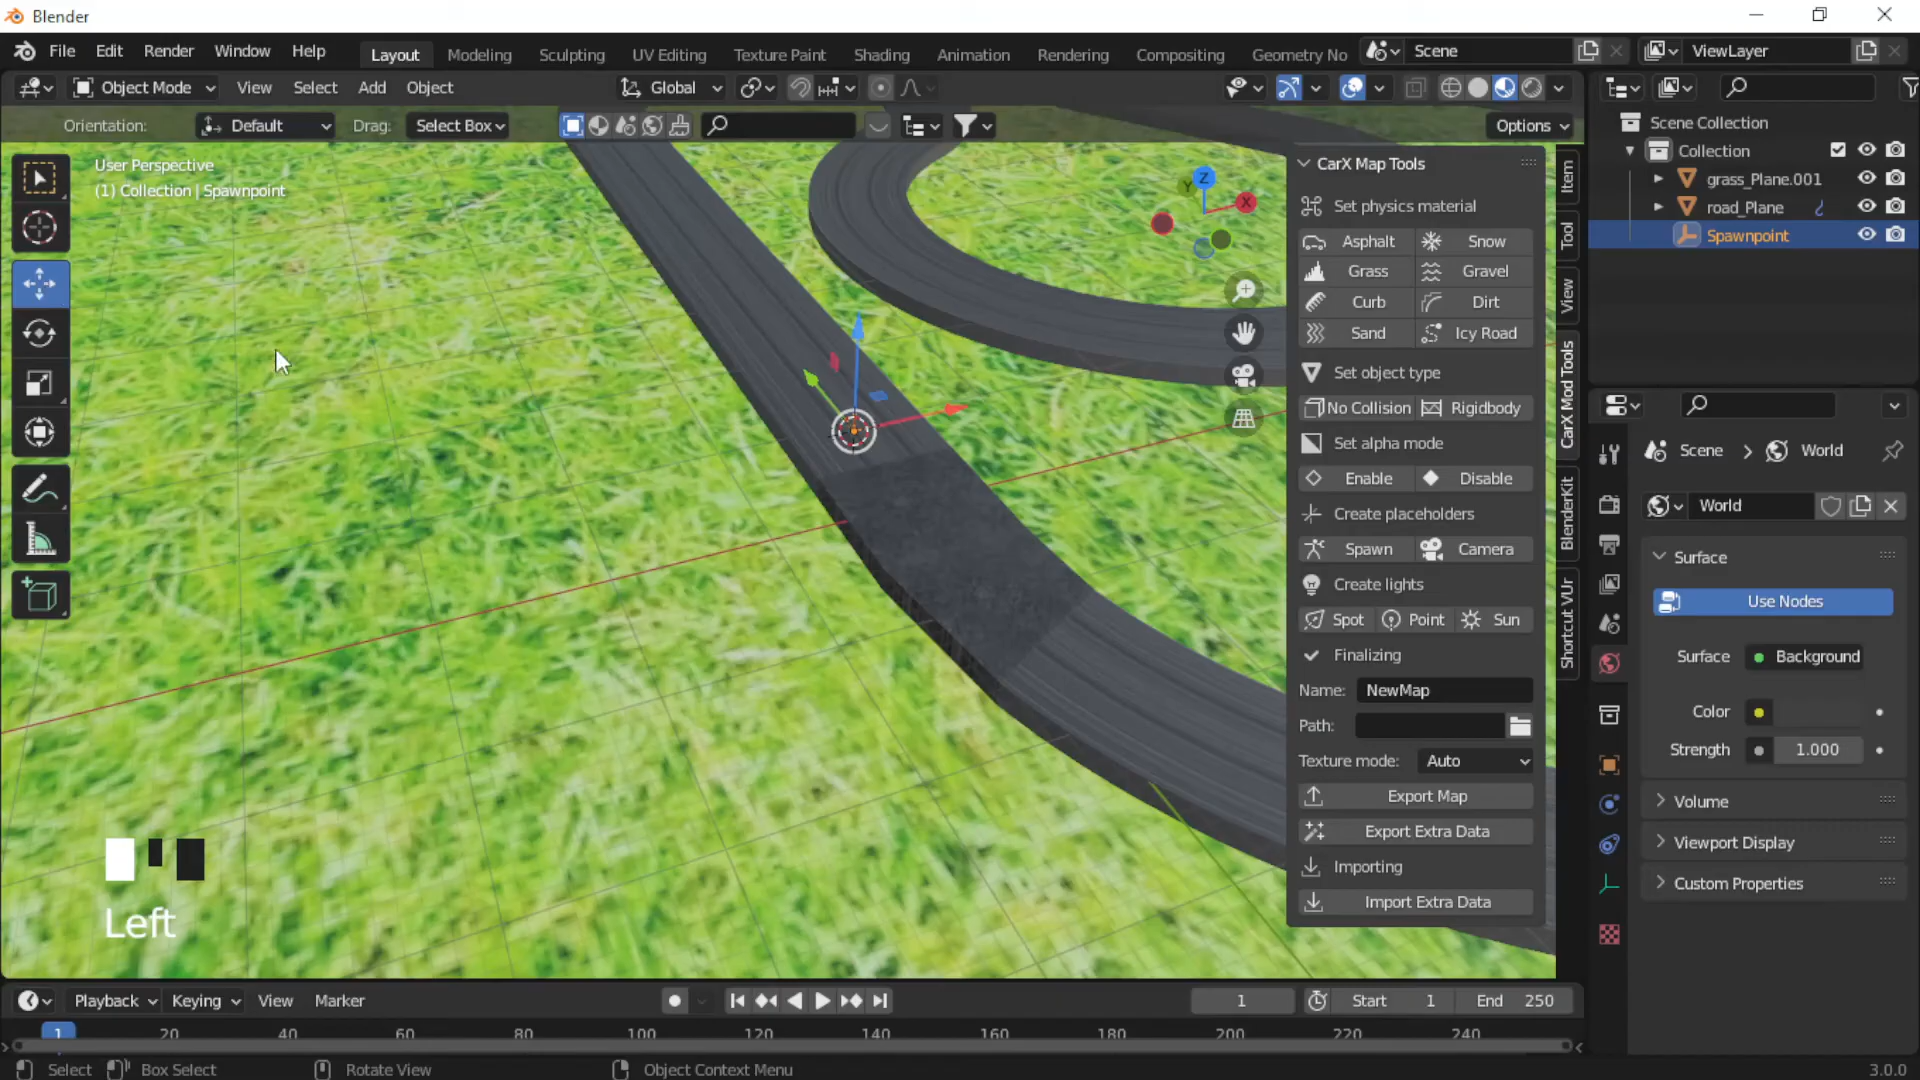 Blender
File Edit Render Window Help
Layout Modeling Sculpting UV Editing Texture Paint Shading Animation Rendering Compositing Geometry No
Scene
ViewLayer
Object Mode View Select Add Object
Global
Orientation: Default Drag: Select Box
Options
User Perspective
(1) Collection | Spawnpoint
Z
Y
X
CarX Map Tools
Set physics material
Asphalt Snow
Grass Gravel
Curb Dirt
Sand Icy Road
Set object type
No Collision Rigidbody
Set alpha mode
Enable Disable
Create placeholders
Spawn Camera
Create lights
Spot Point Sun
Finalizing
Name: NewMap
Path:
Texture mode: Auto
Export Map
Export Extra Data
Importing
Import Extra Data
Item
Tool
View
CarX Mod Tools
BlenderKit
Shortcut VUr
Scene Collection
Collection
grass_Plane.001
road_Plane
Spawnpoint
Scene World
World
Surface
Use Nodes
Surface Background
Color
Strength 1.000
Volume
Viewport Display
Custom Properties
Left
Playback Keying View Marker
1 Start 1 End 250
1 20 40 60 80 100 120 140 160 180 200 220 240
Select Box Select Rotate View Object Context Menu 3.0.0